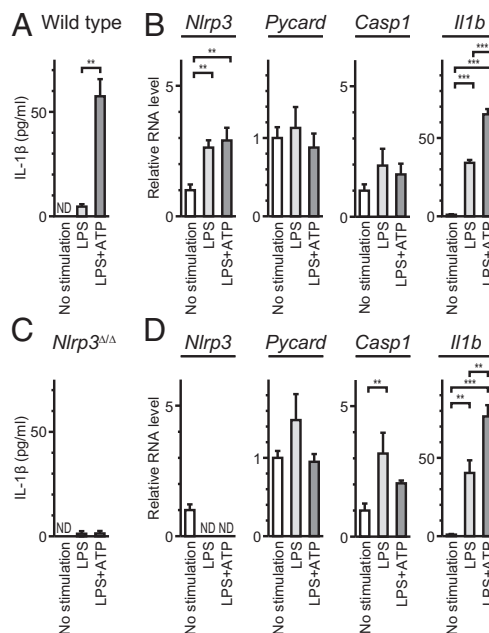 A Wild type
IL-1β (pg/ml)
50
0
ND
**
No stimulation
LPS
LPS+ATP
B
Nlrp3
Relative RNA level
5
0
**
**
No stimulation
LPS
LPS+ATP
Pycard
1
0
No stimulation
LPS
LPS+ATP
Casp1
5
0
No stimulation
LPS
LPS+ATP
Il1b
50
0
***
***
***
No stimulation
LPS
LPS+ATP
C Nlrp3Δ/Δ
IL-1β (pg/ml)
50
0
ND
No stimulation
LPS
LPS+ATP
D
Nlrp3
Relative RNA level
5
0
ND ND
No stimulation
LPS
LPS+ATP
Pycard
1
0
No stimulation
LPS
LPS+ATP
Casp1
5
0
**
No stimulation
LPS
LPS+ATP
Il1b
50
0
**
***
**
No stimulation
LPS
LPS+ATP